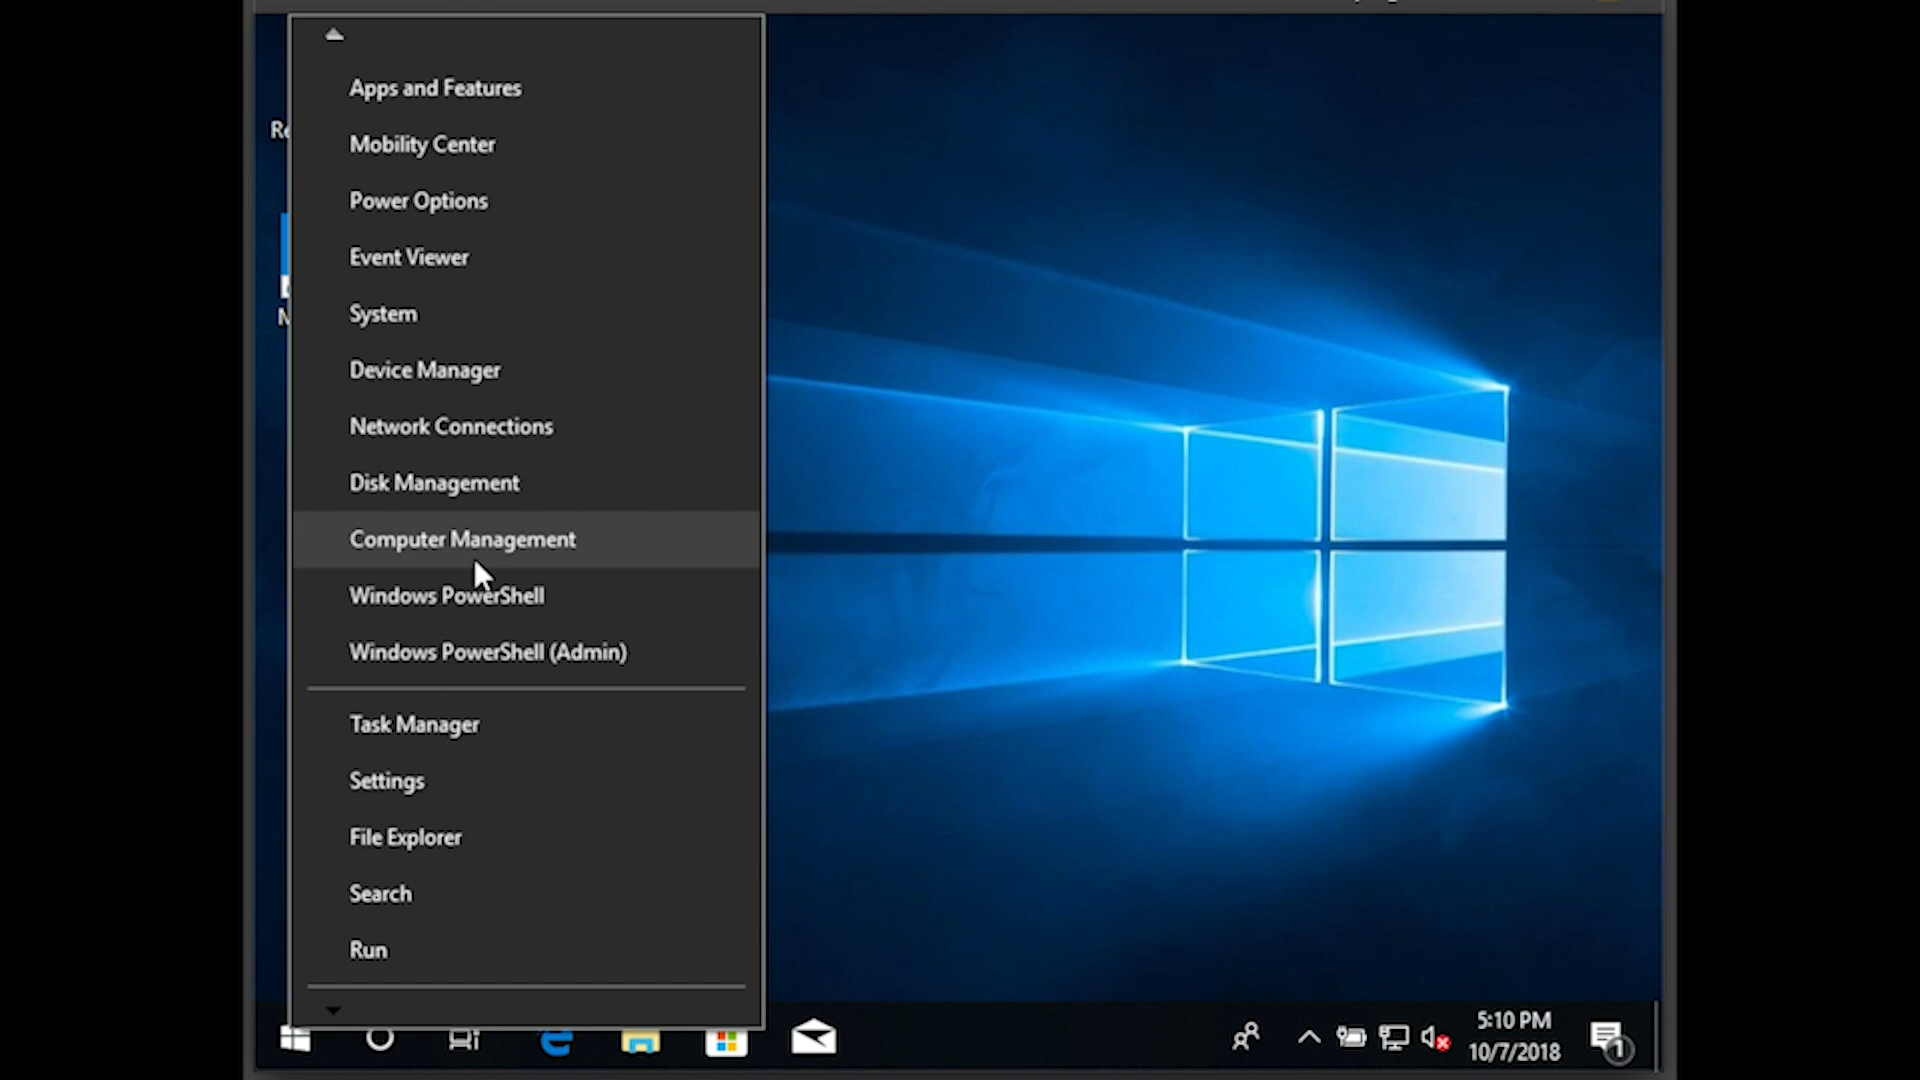 Apps and Features
Mobility Center
Power Options
Event Viewer
System
Device Manager
Network Connections
Disk Management
Computer Management
Windows PowerShell
Windows PowerShell (Admin)
Task Manager
Settings
File Explorer
Search
Run
5:10 PM
10/7/2018
1